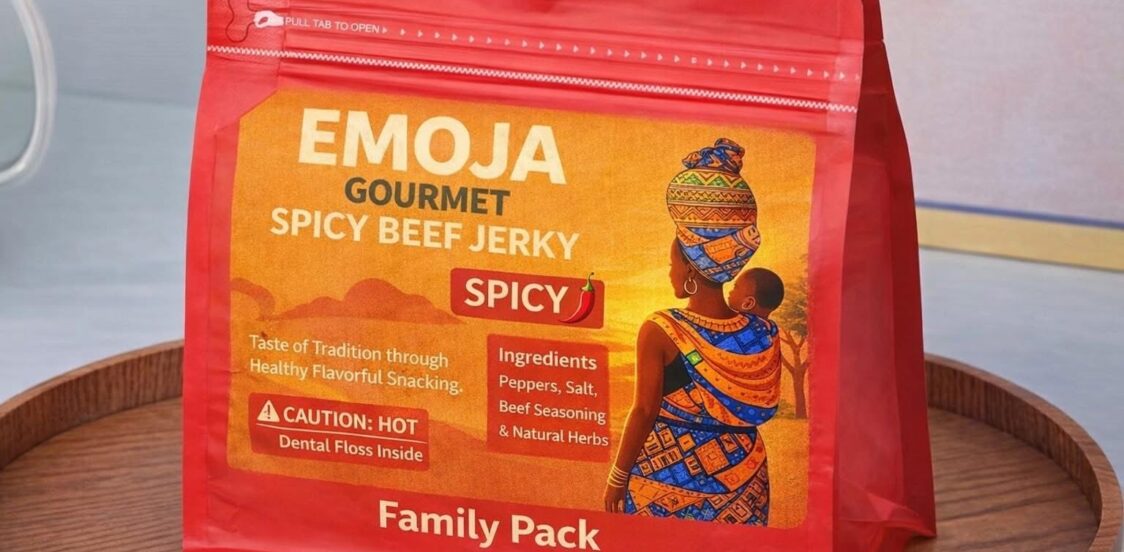 PULL TAB TO OPEN
EMOJA
GOURMET
SPICY BEEF JERKY
SPICY
Taste of Tradition through
Healthy Flavorful Snacking.
CAUTION: HOT
Dental Floss Inside
Ingredients
Peppers, Salt,
Beef Seasoning
& Natural Herbs
Family Pack